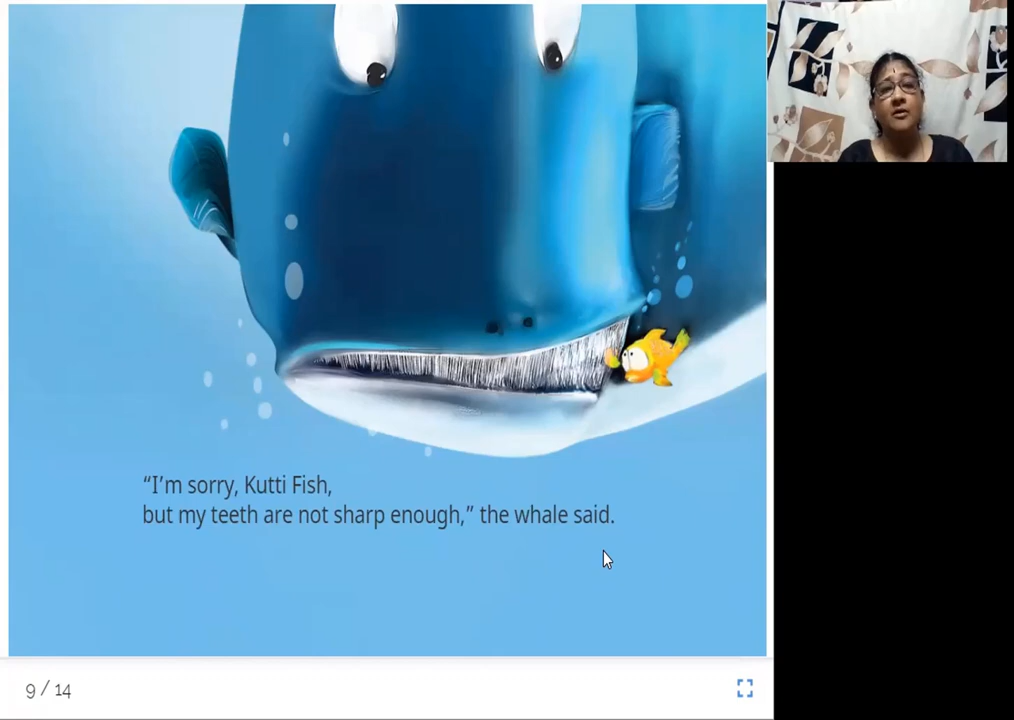 “I’m sorry, Kutti Fish,
but my teeth are not sharp enough,” the whale said.
9 / 14